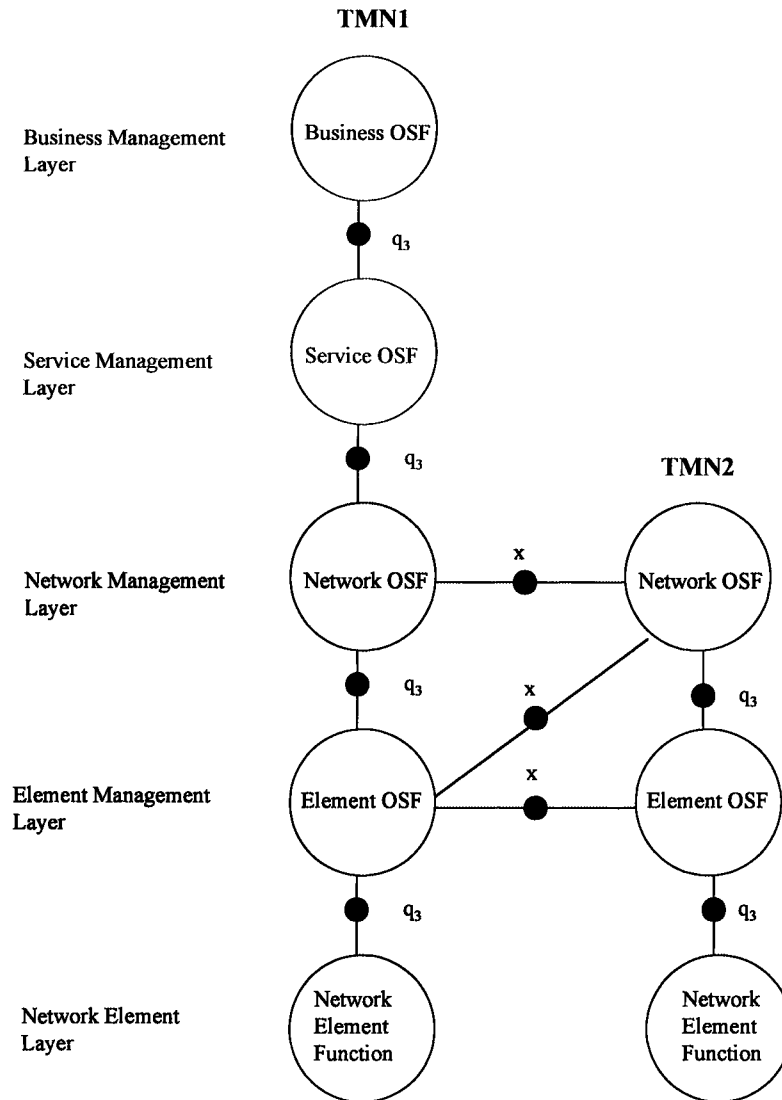 TMN1
Business Management
Layer
Business OSF
q₃
Service Management
Layer
Service OSF
q₃
TMN2
Network Management
Layer
Network OSF
x
Network OSF
q₃
x
q₃
Element Management
Layer
Element OSF
x
Element OSF
q₃
q₃
Network Element
Layer
Network
Element
Function
Network
Element
Function